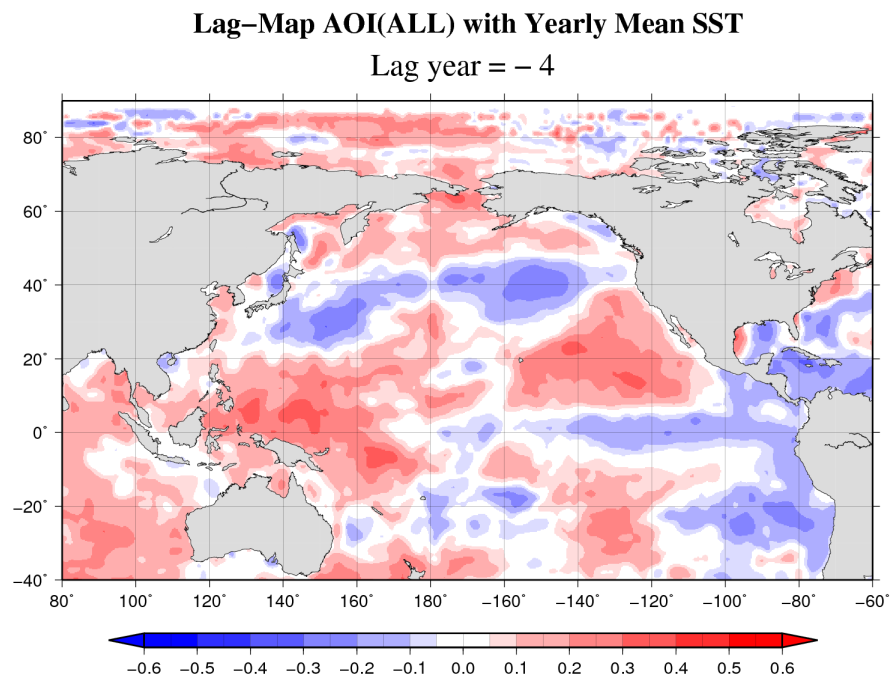 Lag−Map AOI(ALL) with Yearly Mean SST
Lag year = − 4
80˚
60˚
40˚
20˚
0˚
−20˚
−40˚
80 100 120 140 160 180 −160 −140 −120 −100 −80 −60˚
−0.6 −0.5 −0.4 −0.3 −0.2 −0.1 0.0 0.1 0.2 0.3 0.4 0.5 0.6